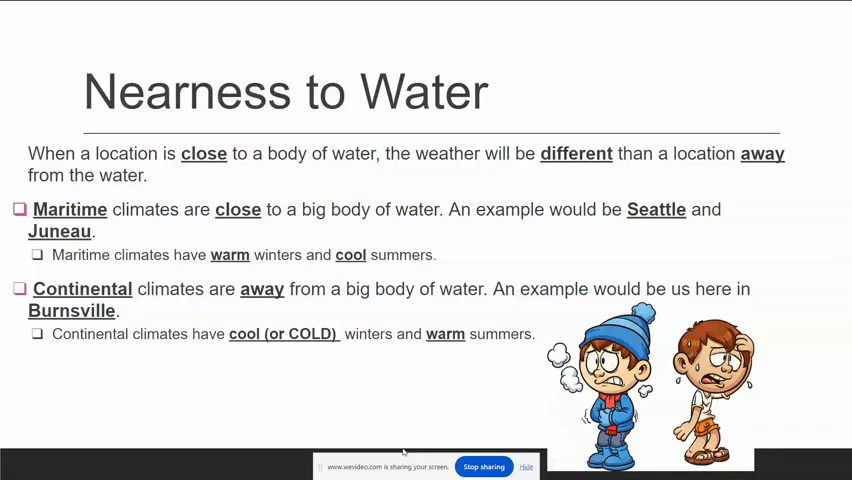 Nearness to Water
When a location is close to a body of water, the weather will be different than a location away
from the water.
Maritime climates are close to a big body of water. An example would be Seattle and
Juneau.
Maritime climates have warm winters and cool summers.
Continental climates are away from a big body of water. An example would be us here in
Burnsville.
Continental climates have cool (or COLD) winters and warm summers.
www.wevideo.com is sharing your screen. Stop sharing Hide